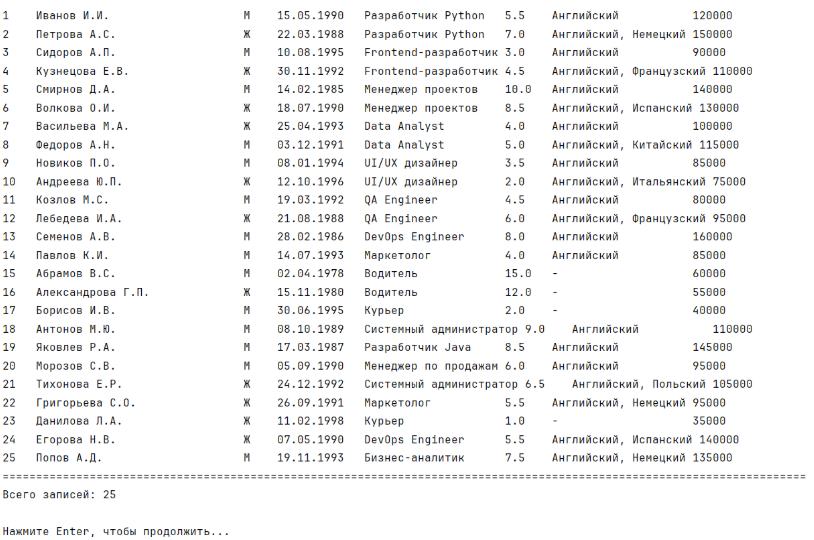 1 Иванов И.И. М 15.05.1990 Разработчик Python 5.5 Английский 120000
2 Петрова А.С. Ж 22.03.1988 Разработчик Python 7.0 Английский, Немецкий 150000
3 Сидоров А.П. М 10.08.1995 Frontend-разработчик 3.0 Английский 90000
4 Кузнецова Е.В. Ж 30.11.1992 Frontend-разработчик 4.5 Английский, Французский 110000
5 Смирнов Д.А. М 14.02.1985 Менеджер проектов 10.0 Английский 140000
6 Волкова О.И. Ж 18.07.1990 Менеджер проектов 8.5 Английский, Испанский 130000
7 Васильева М.А. Ж 25.04.1993 Data Analyst 4.0 Английский 100000
8 Федоров А.Н. М 03.12.1991 Data Analyst 5.0 Английский, Китайский 115000
9 Новиков П.О. М 08.01.1994 UI/UX дизайнер 3.5 Английский 85000
10 Андреева Ю.П. Ж 12.10.1996 UI/UX дизайнер 2.0 Английский, Итальянский 75000
11 Козлов М.С. М 19.03.1992 QA Engineer 4.5 Английский 80000
12 Лебедева И.А. Ж 21.08.1988 QA Engineer 6.0 Английский, Французский 95000
13 Семенов А.В. М 28.02.1986 DevOps Engineer 8.0 Английский 160000
14 Павлов К.И. М 14.07.1993 Маркетолог 4.0 Английский 85000
15 Абрамов В.С. М 02.04.1978 Водитель 15.0 - 60000
16 Александрова Г.П. Ж 15.11.1980 Водитель 12.0 - 55000
17 Борисов И.В. М 30.06.1995 Курьер 2.0 - 40000
18 Антонов М.Ю. М 08.10.1989 Системный администратор 9.0 Английский 110000
19 Яковлев Р.А. М 17.03.1987 Разработчик Java 8.5 Английский 145000
20 Морозов С.В. М 05.09.1990 Менеджер по продажам 6.0 Английский 95000
21 Тихонова Е.Р. Ж 24.12.1992 Системный администратор 6.5 Английский, Польский 105000
22 Григорьева С.О. Ж 26.09.1991 Маркетолог 5.5 Английский, Немецкий 95000
23 Данилова Л.А. Ж 11.02.1998 Курьер 1.0 - 35000
24 Егорова Н.В. Ж 07.05.1990 DevOps Engineer 5.5 Английский, Испанский 140000
25 Попов А.Д. М 19.11.1993 Бизнес-аналитик 7.5 Английский, Немецкий 135000
========================================================================================================================
Всего записей: 25
Нажмите Enter, чтобы продолжить...